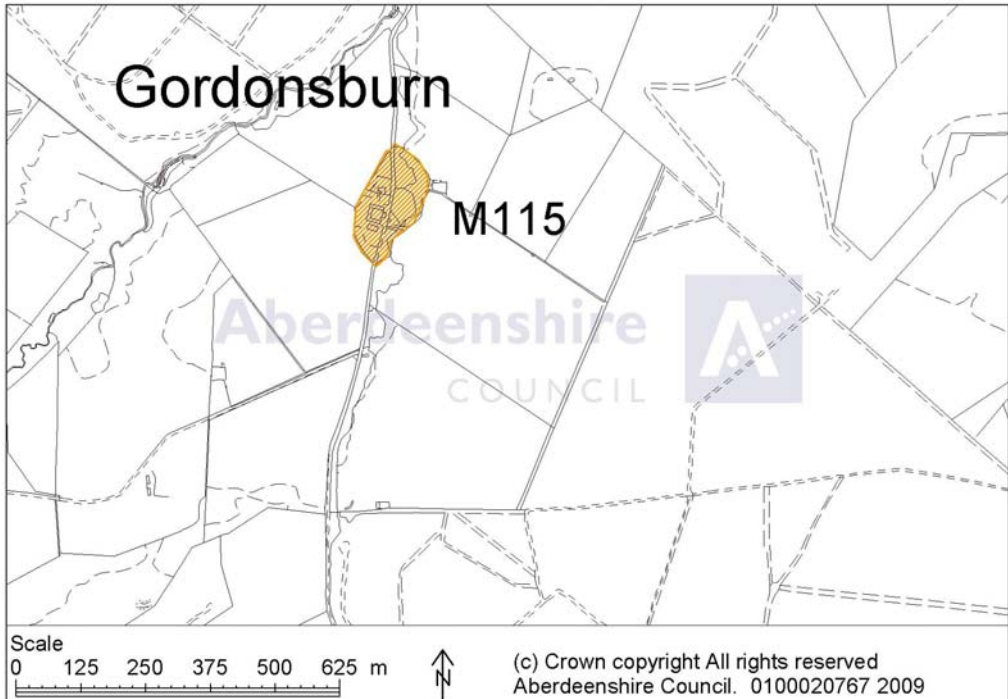 Gordonsburn
M115
Aberdeenshire
COUNCIL
A
Scale
0 125 250 375 500 625 m
N
(c) Crown copyright All rights reserved
Aberdeenshire Council. 0100020767 2009